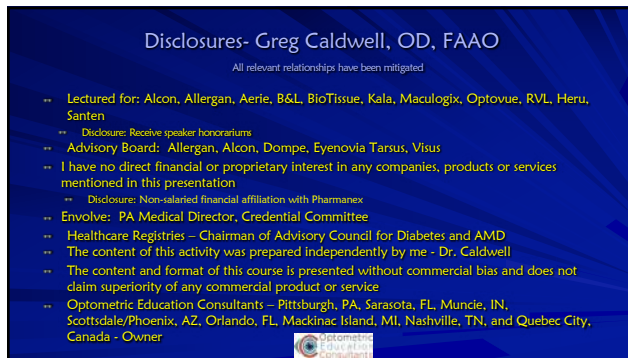 Disclosures- Greg Caldwell, OD, FAAO
All relevant relationships have been mitigated
Lectured for: Alcon, Allergan, Aerie, B&L, BioTissue, Kala, Maculogix, Optovue, RVL, Heru,
Santen
Disclosure: Receive speaker honorariums
Advisory Board: Allergan, Alcon, Dompe, Eyenovia Tarsus, Visus
I have no direct financial or proprietary interest in any companies, products or services
mentioned in this presentation
Disclosure: Non-salaried financial affiliation with Pharmanex
Envolve: PA Medical Director, Credential Committee
Healthcare Registries – Chairman of Advisory Council for Diabetes and AMD
The content of this activity was prepared independently by me - Dr. Caldwell
The content and format of this course is presented without commercial bias and does not
claim superiority of any commercial product or service
Optometric Education Consultants – Pittsburgh, PA, Sarasota, FL, Muncie, IN,
Scottsdale/Phoenix, AZ, Orlando, FL, Mackinac Island, MI, Nashville, TN, and Quebec City,
Canada - Owner
Optometric
Education
Consultants